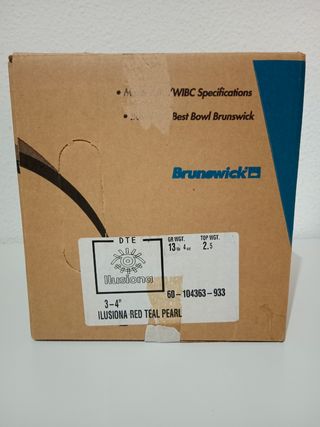 /WIBC Specifications
Best Bowl Brunswick
Brunswick
DTE
GR WGT. TOP WGT.
13 lb 4 oz 2.5
Ilusiona
60-104363-933
3-4"
ILUSIONA RED TEAL PEARL